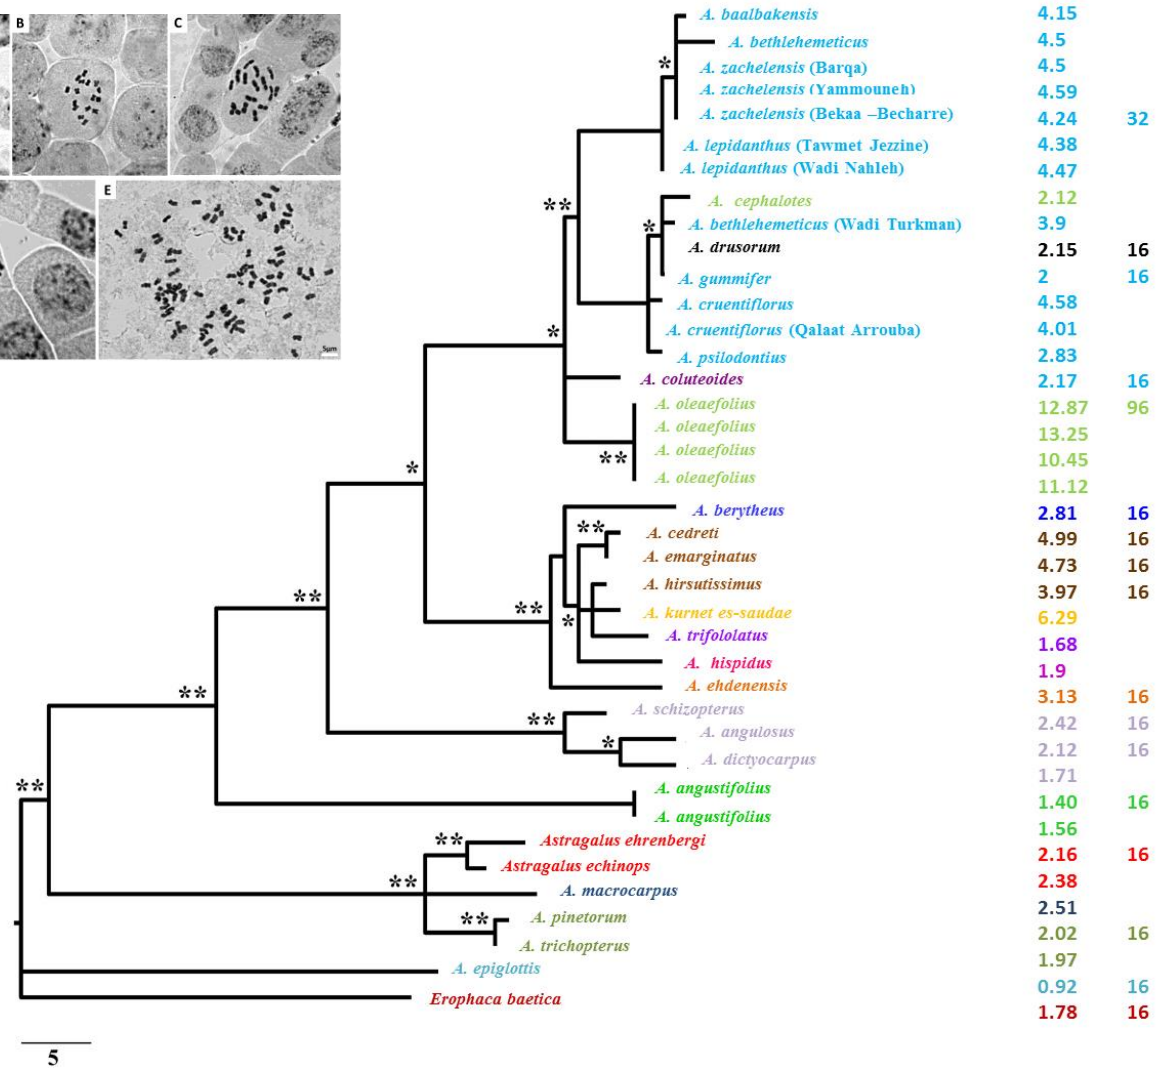 B
C
E
5µm
A. baalbakensis 4.15
A. bethlehemeticus 4.5
A. zachelensis (Barqa) 4.5
A. zachelensis (Yammouneh) 4.59
A. zachelensis (Bekaa –Becharre) 4.24 32
A. lepidanthus (Tawmet Jezzine) 4.38
A. lepidanthus (Wadi Nahleh) 4.47
A. cephalotes 2.12
A. bethlehemeticus (Wadi Turkman) 3.9
A. drusorum 2.15 16
A. gummifer 2 16
A. cruentiflorus 4.58
A. cruentiflorus (Qalaat Arrouba) 4.01
A. psilodontius 2.83
A. coluteoides 2.17 16
A. oleaefolius 12.87 96
A. oleaefolius 13.25
A. oleaefolius 10.45
A. oleaefolius 11.12
A. berytheus 2.81 16
A. cedreti 4.99 16
A. emarginatus 4.73 16
A. hirsutissimus 3.97 16
A. kurnet es-saudae 6.29
A. trifololatus 1.68
A. hispidus 1.9
A. ehdenensis 3.13 16
A. schizopterus 2.42 16
A. angulosus 2.12 16
A. dictyocarpus 1.71
A. angustifolius 1.40 16
A. angustifolius 1.56
Astragalus ehrenbergi 2.16 16
Astragalus echinops 2.38
A. macrocarpus 2.51
A. pinetorum 2.02 16
A. trichopterus 1.97
A. epiglottis 0.92 16
Erophaca baetica 1.78 16
*
**
*
*
**
*
**
**
*
**
**
**
*
**
**
**
**
**
5